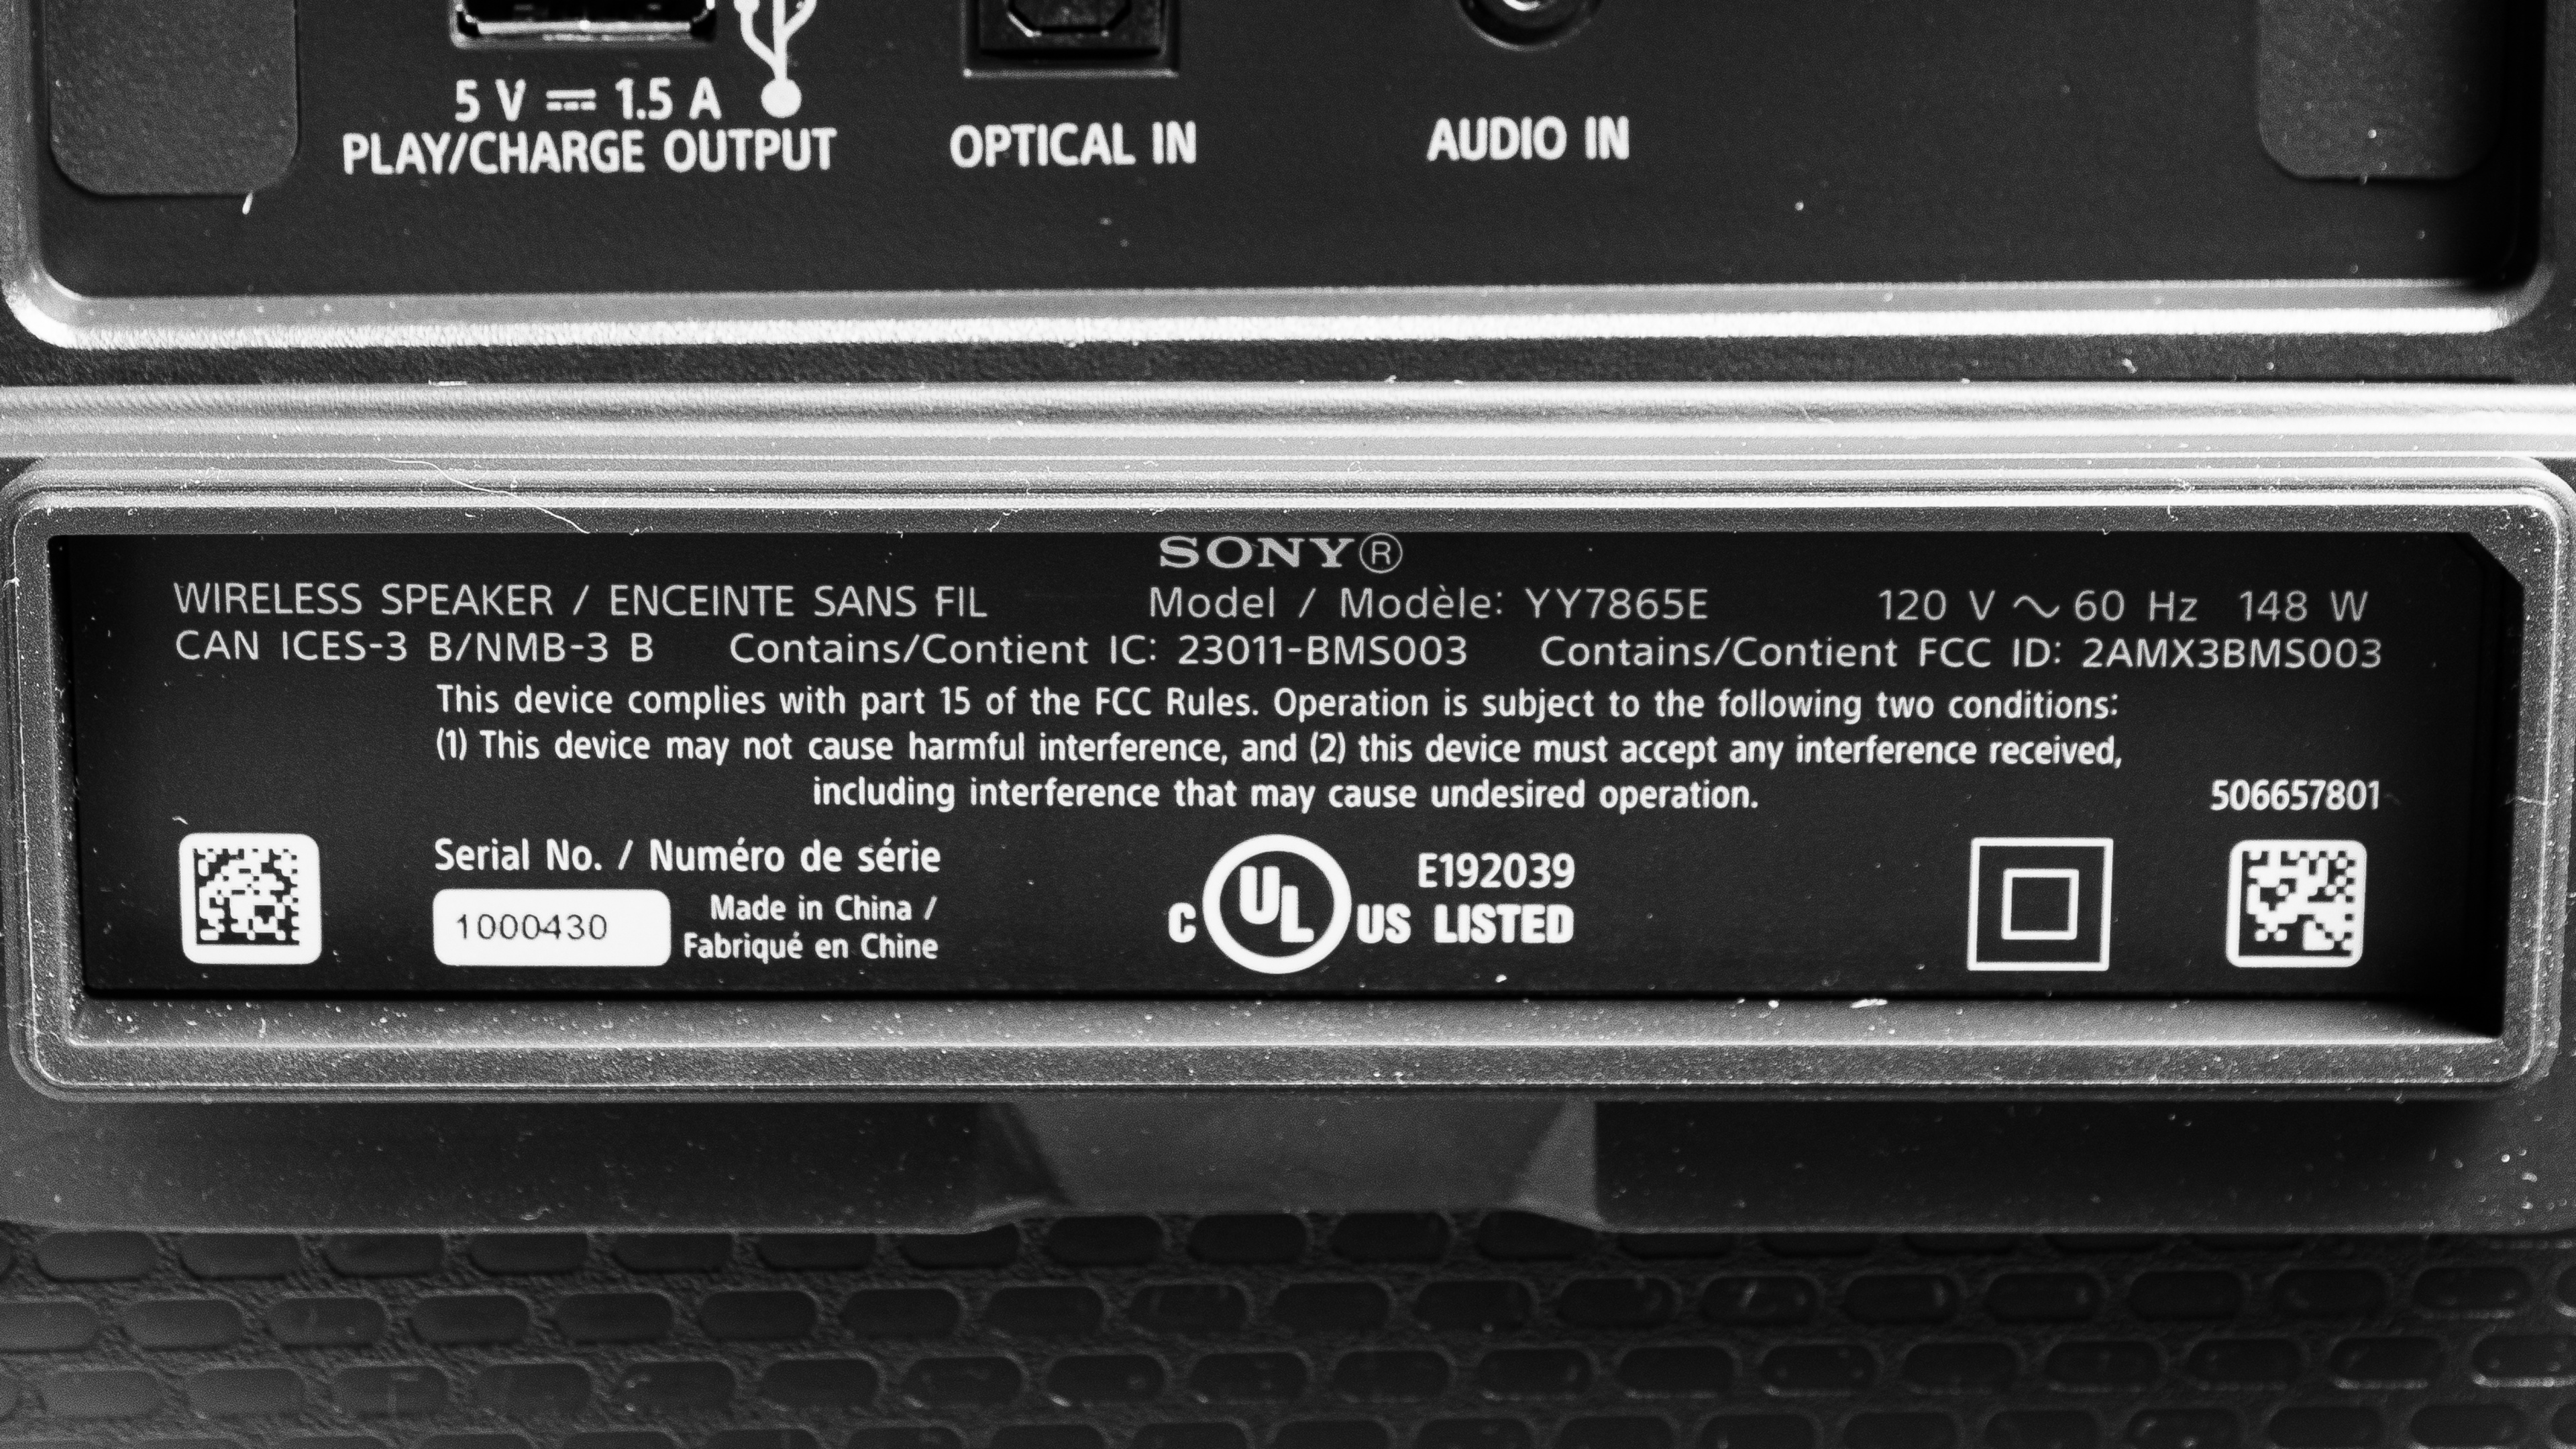 5 V ⎓ 1.5 A
PLAY/CHARGE OUTPUT
OPTICAL IN
AUDIO IN
SONY®
WIRELESS SPEAKER / ENCEINTE SANS FIL Model / Modèle: YY7865E 120 V ∿ 60 Hz 148 W
CAN ICES-3 B/NMB-3 B Contains/Contient IC: 23011-BMS003 Contains/Contient FCC ID: 2AMX3BMS003
This device complies with part 15 of the FCC Rules. Operation is subject to the following two conditions:
(1) This device may not cause harmful interference, and (2) this device must accept any interference received,
including interference that may cause undesired operation.
506657801
Serial No. / Numéro de série
1000430
Made in China /
Fabriqué en Chine
C UL US LISTED
E192039